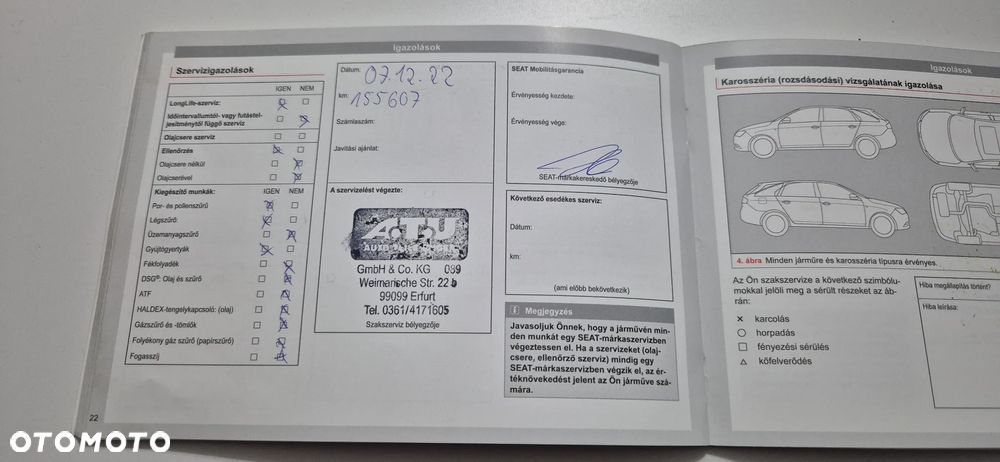 Igazolások
Szervizigazolások
IGEN NEM
LongLife-szerviz:
Időintervallumtól- vagy futástel-
jesítménytől függő szerviz
Olajcsere szerviz
Ellenőrzés
Olajcsere nélkül
Olajcserével
Kiegészítő munkák: IGEN NEM
Por- és pollenszűrő
Légszűrő:
Üzemanyagszűrő
Gyújtógyertyák
Fékfolyadék
DSG®: Olaj és szűrő
ATF
HALDEX-tengelykapcsoló: (olaj)
Gázszűrő és -tömlők
Folyékony gáz szűrő (papírszűrő)
Fogasszíj
22
Dátum: 07.12.22
km: 155607
Számlaszám:
Javítási ajánlat:
A szervizelést végezte:
ATU
GmbH & Co. KG 089
Weimarische Str. 22 b
99099 Erfurt
Tel. 0361/4171605
Szakszerviz bélyegzője
SEAT Mobilitásgarancia
Érvényesség kezdete:
Érvényesség vége:
SEAT-márkakereskedő bélyegzője
Következő esedékes szerviz:
Dátum:
km:
(ami előbb bekövetkezik)
i Megjegyzés
Javasoljuk Önnek, hogy a járművén min-
den munkát egy SEAT-márkaszervizben
végeztessen el. Ha a szervizeket (olaj-
csere, ellenőrző szerviz) mindig egy
SEAT-márkaszervizben végzik el, az ér-
téknövekedést jelent az Ön járműve szá-
mára.
Igazolások
Karosszéria (rozsdásodási) vizsgálatának igazolása
4. ábra Minden járműre és karosszéria típusra érvényes.
Az Ön szakszervize a következő szimbólu-
mokkal jelöli meg a sérült részeket az áb-
rán:
× karcolás
○ horpadás
□ fényezési sérülés
△ kőfelverődés
Hiba megállapítás történt?
Hiba leírása:
OTOMOTO